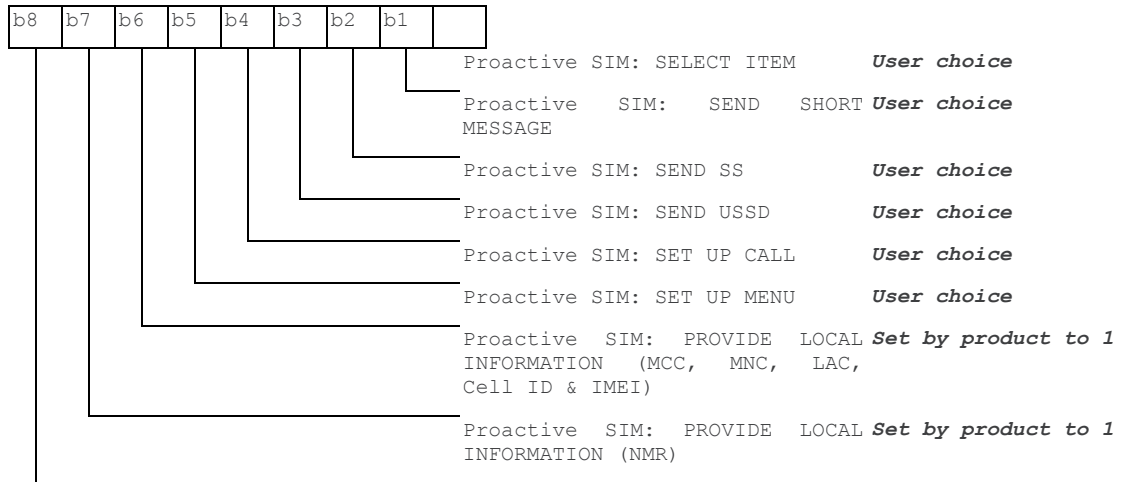 b8 b7 b6 b5 b4 b3 b2 b1
Proactive SIM: SELECT ITEM User choice
Proactive SIM: SEND SHORT User choice
MESSAGE
Proactive SIM: SEND SS User choice
Proactive SIM: SEND USSD User choice
Proactive SIM: SET UP CALL User choice
Proactive SIM: SET UP MENU User choice
Proactive SIM: PROVIDE LOCAL Set by product to 1
INFORMATION (MCC, MNC, LAC,
Cell ID & IMEI)
Proactive SIM: PROVIDE LOCAL Set by product to 1
INFORMATION (NMR)